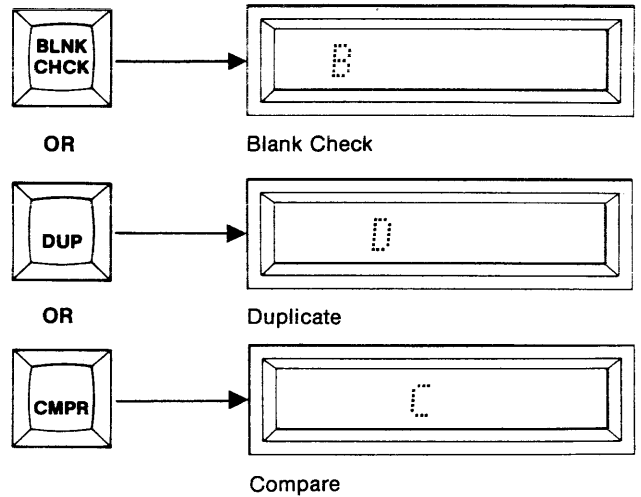 BLNK
CHCK
B
OR
Blank Check
DUP
D
OR
Duplicate
CMPR
C
Compare